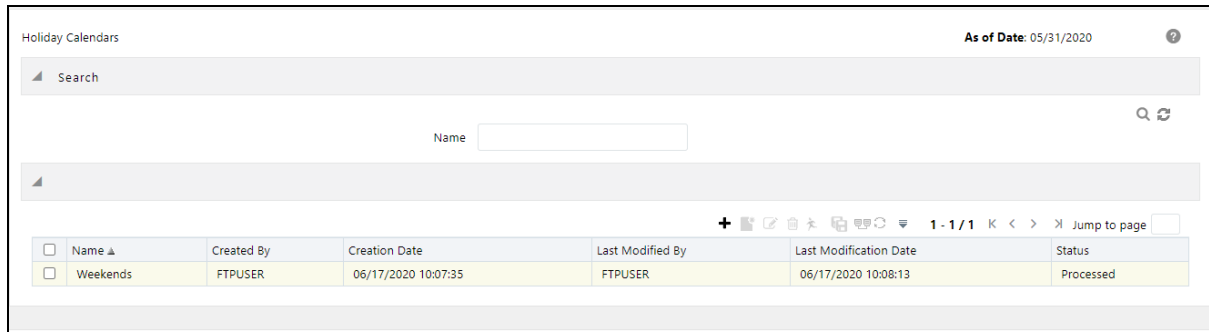 Holiday Calendars As of Date: 05/31/2020 ?
Search
Name
1 - 1 / 1 Jump to page
Name Created By Creation Date Last Modified By Last Modification Date Status
Weekends FTPUSER 06/17/2020 10:07:35 FTPUSER 06/17/2020 10:08:13 Processed